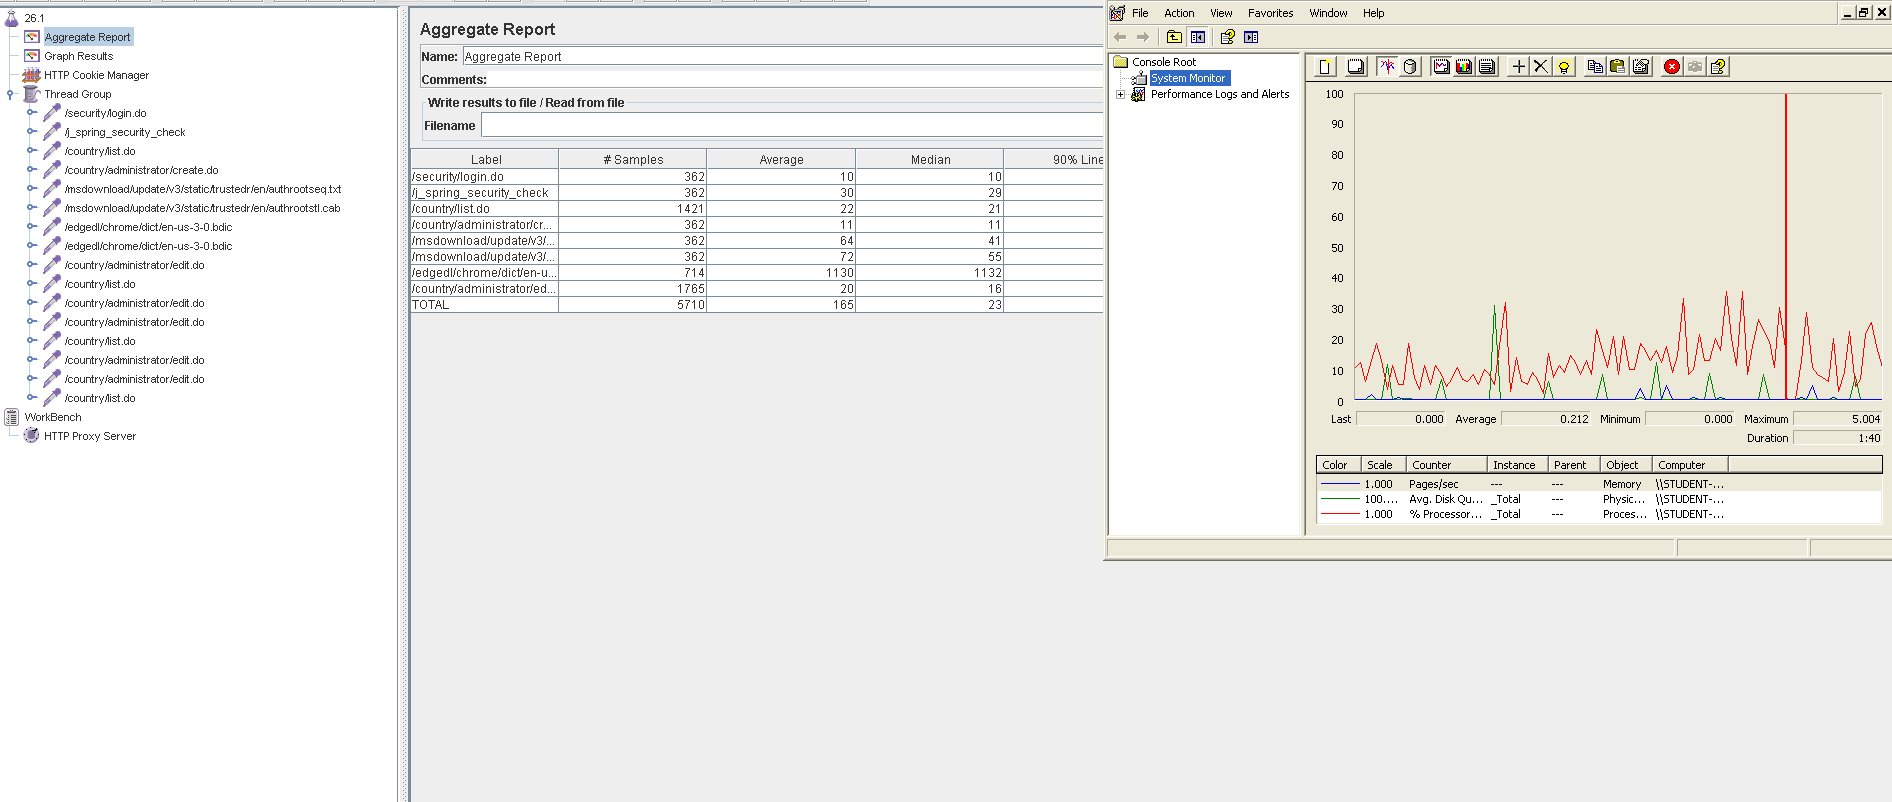 26.1
Aggregate Report
Graph Results
HTTP Cookie Manager
Thread Group
/security/login.do
/j_spring_security_check
/country/list.do
/country/administrator/create.do
/msdownload/update/v3/static/trustedr/en/authrootseq.txt
/msdownload/update/v3/static/trustedr/en/authrootstl.cab
/edgedl/chrome/dict/en-us-3-0.bdic
/edgedl/chrome/dict/en-us-3-0.bdic
/country/administrator/edit.do
/country/list.do
/country/administrator/edit.do
/country/administrator/edit.do
/country/list.do
/country/administrator/edit.do
/country/administrator/edit.do
/country/list.do
WorkBench
HTTP Proxy Server
Aggregate Report
Name: Aggregate Report
Comments:
Write results to file / Read from file
Filename
Label # Samples Average Median 90% Line
/security/login.do 362 10 10
/j_spring_security_check 362 30 29
/country/list.do 1421 22 21
/country/administrator/cr... 362 11 11
/msdownload/update/v3/... 362 64 41
/msdownload/update/v3/... 362 72 55
/edgedl/chrome/dict/en-u... 714 1130 1132
/country/administrator/ed... 1765 20 16
TOTAL 5710 165 23
File Action View Favorites Window Help
Console Root
System Monitor
Performance Logs and Alerts
100
90
80
70
60
50
40
30
20
10
0
Last 0.000 Average 0.212 Minimum 0.000 Maximum 5.004
Duration 1:40
Color Scale Counter Instance Parent Object Computer
1.000 Pages/sec --- --- Memory \\STUDENT-...
100.... Avg. Disk Qu... _Total --- Physic... \\STUDENT-...
1.000 % Processor... _Total --- Proces... \\STUDENT-...